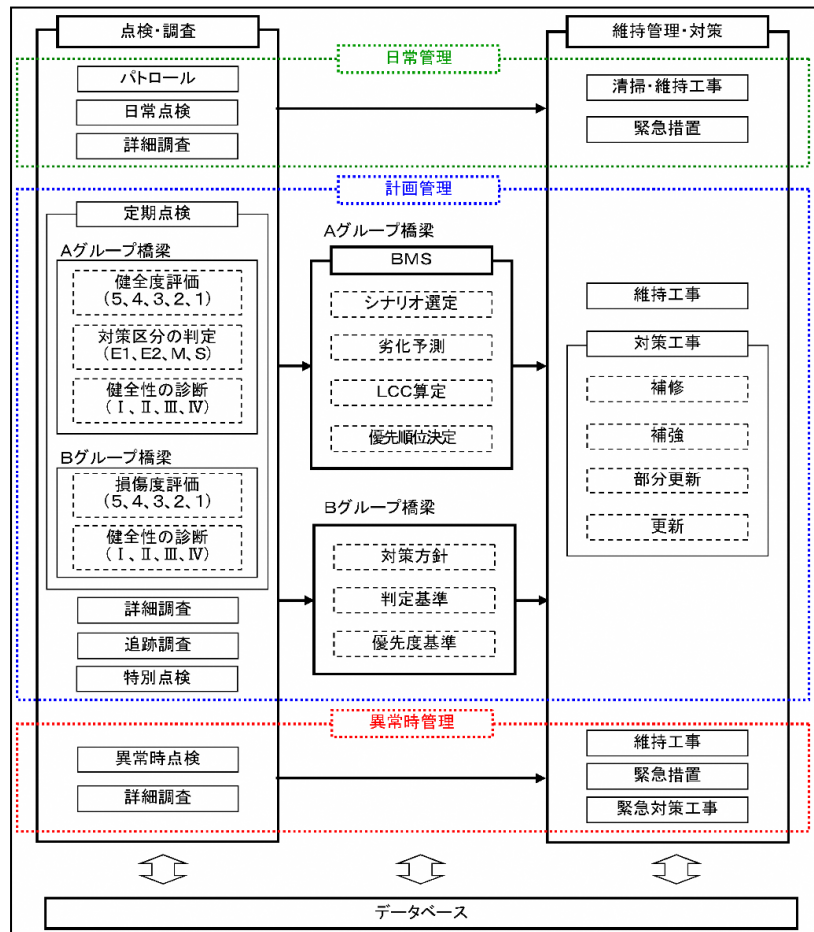 点検・調査
維持管理・対策
日常管理
パトロール
日常点検
詳細調査
清掃・維持工事
緊急措置
計画管理
定期点検
Aグループ橋梁
健全度評価
(5、4、3、2、1)
対策区分の判定
(E1、E2、M、S)
健全性の診断
(Ⅰ、Ⅱ、Ⅲ、Ⅳ)
Bグループ橋梁
損傷度評価
(5、4、3、2、1)
健全性の診断
(Ⅰ、Ⅱ、Ⅲ、Ⅳ)
詳細調査
追跡調査
特別点検
Aグループ橋梁
BMS
シナリオ選定
劣化予測
LCC算定
優先順位決定
Bグループ橋梁
対策方針
判定基準
優先度基準
維持工事
対策工事
補修
補強
部分更新
更新
異常時管理
異常時点検
詳細調査
維持工事
緊急措置
緊急対策工事
データベース